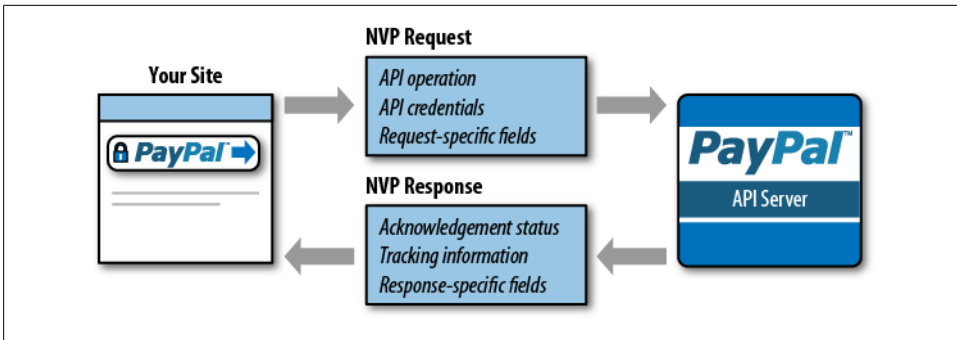 Your Site
PayPal™
NVP Request
API operation
API credentials
Request-specific fields
NVP Response
Acknowledgement status
Tracking information
Response-specific fields
PayPal™
API Server